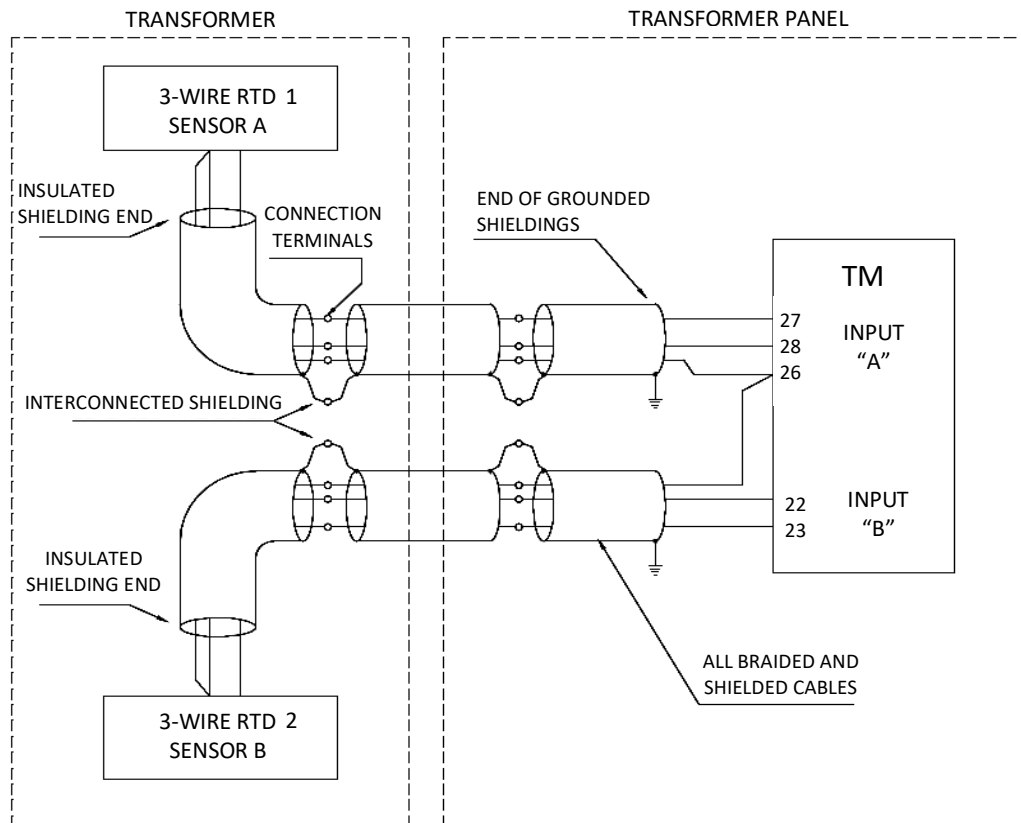 TRANSFORMER
TRANSFORMER PANEL
3-WIRE RTD 1
SENSOR A
INSULATED
SHIELDING END
CONNECTION
TERMINALS
END OF GROUNDED
SHIELDINGS
TM
27
28
26
INPUT
“A”
INTERCONNECTED SHIELDING
22
23
INPUT
“B”
INSULATED
SHIELDING END
ALL BRAIDED AND
SHIELDED CABLES
3-WIRE RTD 2
SENSOR B